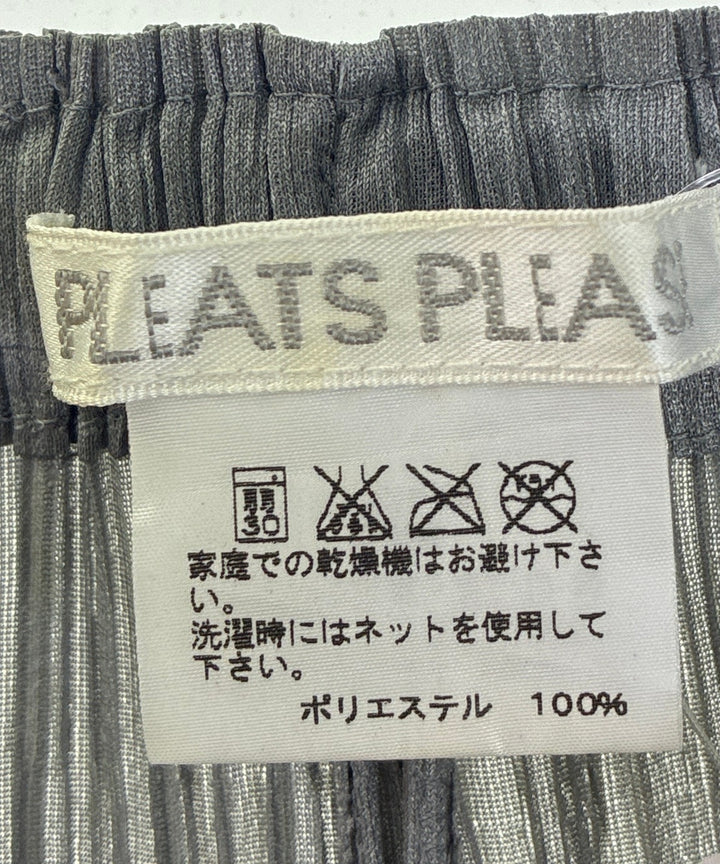 PLEATS PLEAS
弱
30
家庭での乾燥機はお避け下さ
い。
洗濯時にはネットを使用して
下さい。
ポリエステル 100%